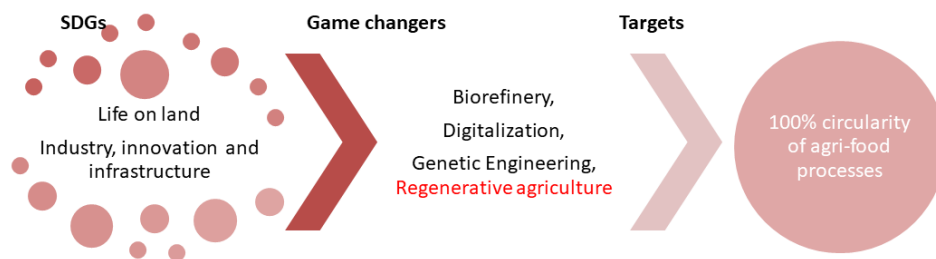 SDGs
Game changers
Targets
Life on land
Industry, innovation and
infrastructure
Biorefinery,
Digitalization,
Genetic Engineering,
Regenerative agriculture
100% circularity
of agri-food
processes